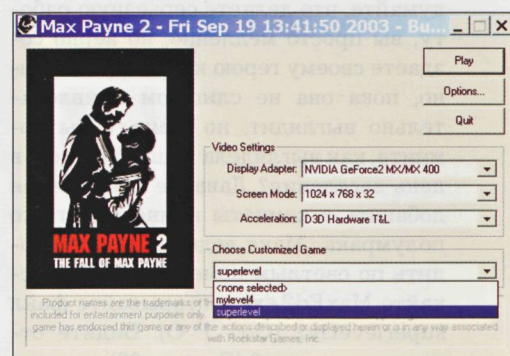 Max Payne 2 - Fri Sep 19 13:41:50 2003 - Bu...
Play
Options...
Quit
MAX PAYNE 2
THE FALL OF MAX PAYNE
Video Settings
Display Adapter: NVIDIA GeForce2 MX/MX 400
Screen Mode: 1024 x 768 x 32
Acceleration: D3D Hardware T&L
Choose Customized Game
superlevel
<none selected>
mylevel4
superlevel
Product names are the trademarks of th
included for entertainment purposes only.
game has endorsed this game or any of the actions described or displayed herein or is in any way associated
with Rockstar Games, Inc.